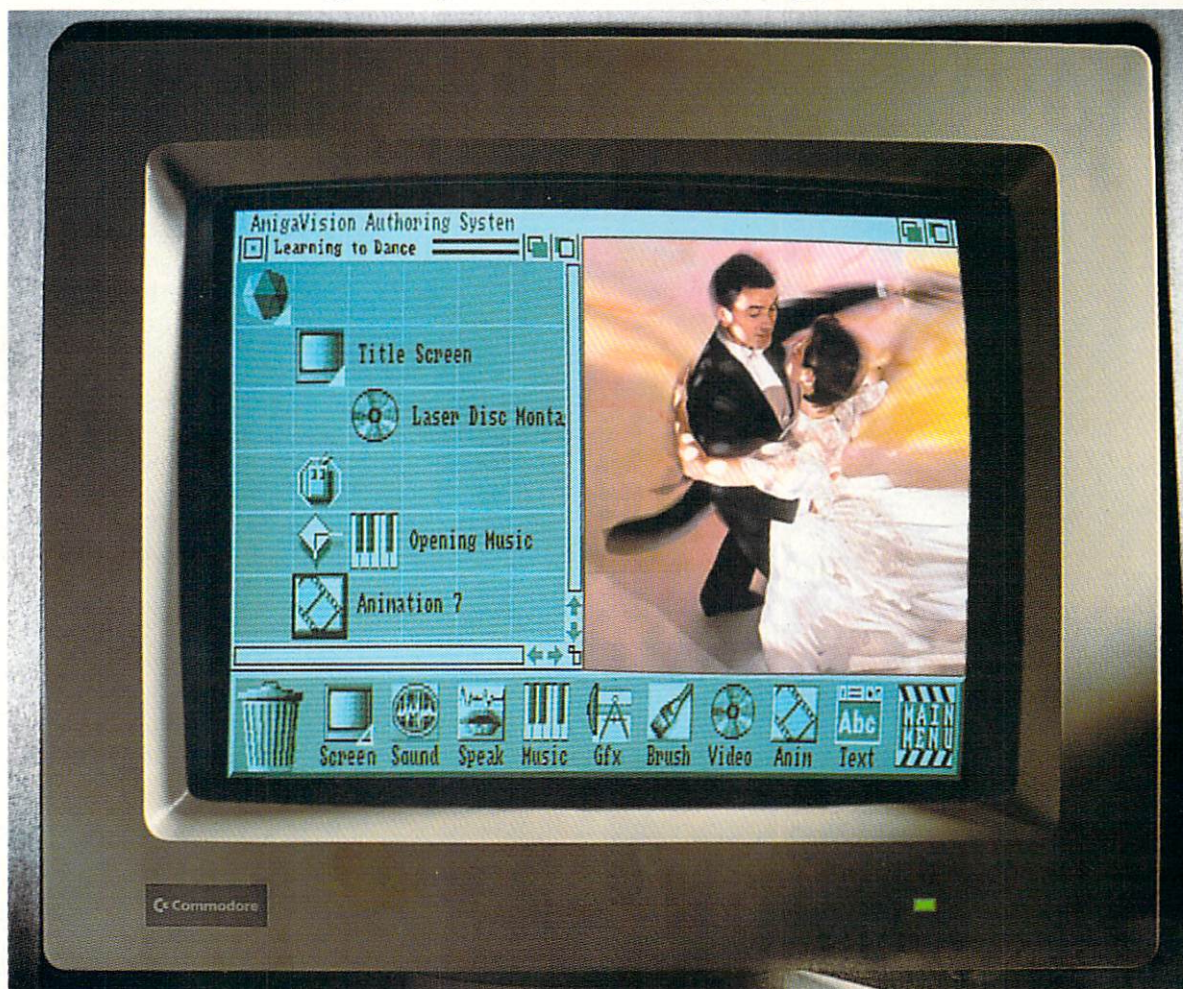 AmigaVision Authoring System
Learning to Dance
Title Screen
Laser Disc Monta
Opening Music
Animation ?
Screen Sound Speak Music Gfx Brush Video Anim Text
Abc
MAIN MENU
Commodore